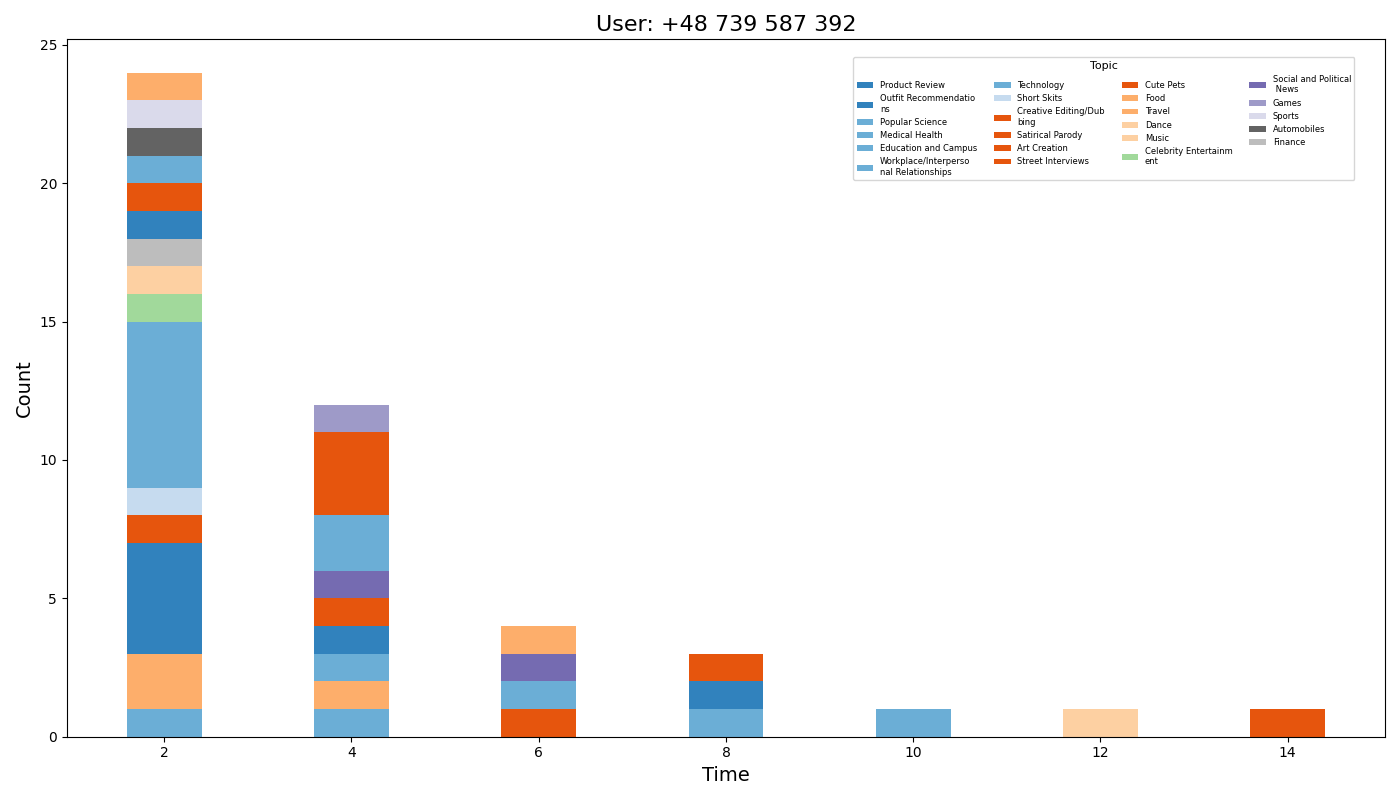 User: +48 739 587 392
25
20
15
10
5
0
Count
Topic
Product Review
Outfit Recommendatio
ns
Popular Science
Medical Health
Education and Campus
Workplace/Interperso
nal Relationships
Technology
Short Skits
Creative Editing/Dub
bing
Satirical Parody
Art Creation
Street Interviews
Cute Pets
Food
Travel
Dance
Music
Celebrity Entertainm
ent
Social and Political
News
Games
Sports
Automobiles
Finance
2
4
6
8
10
12
14
Time